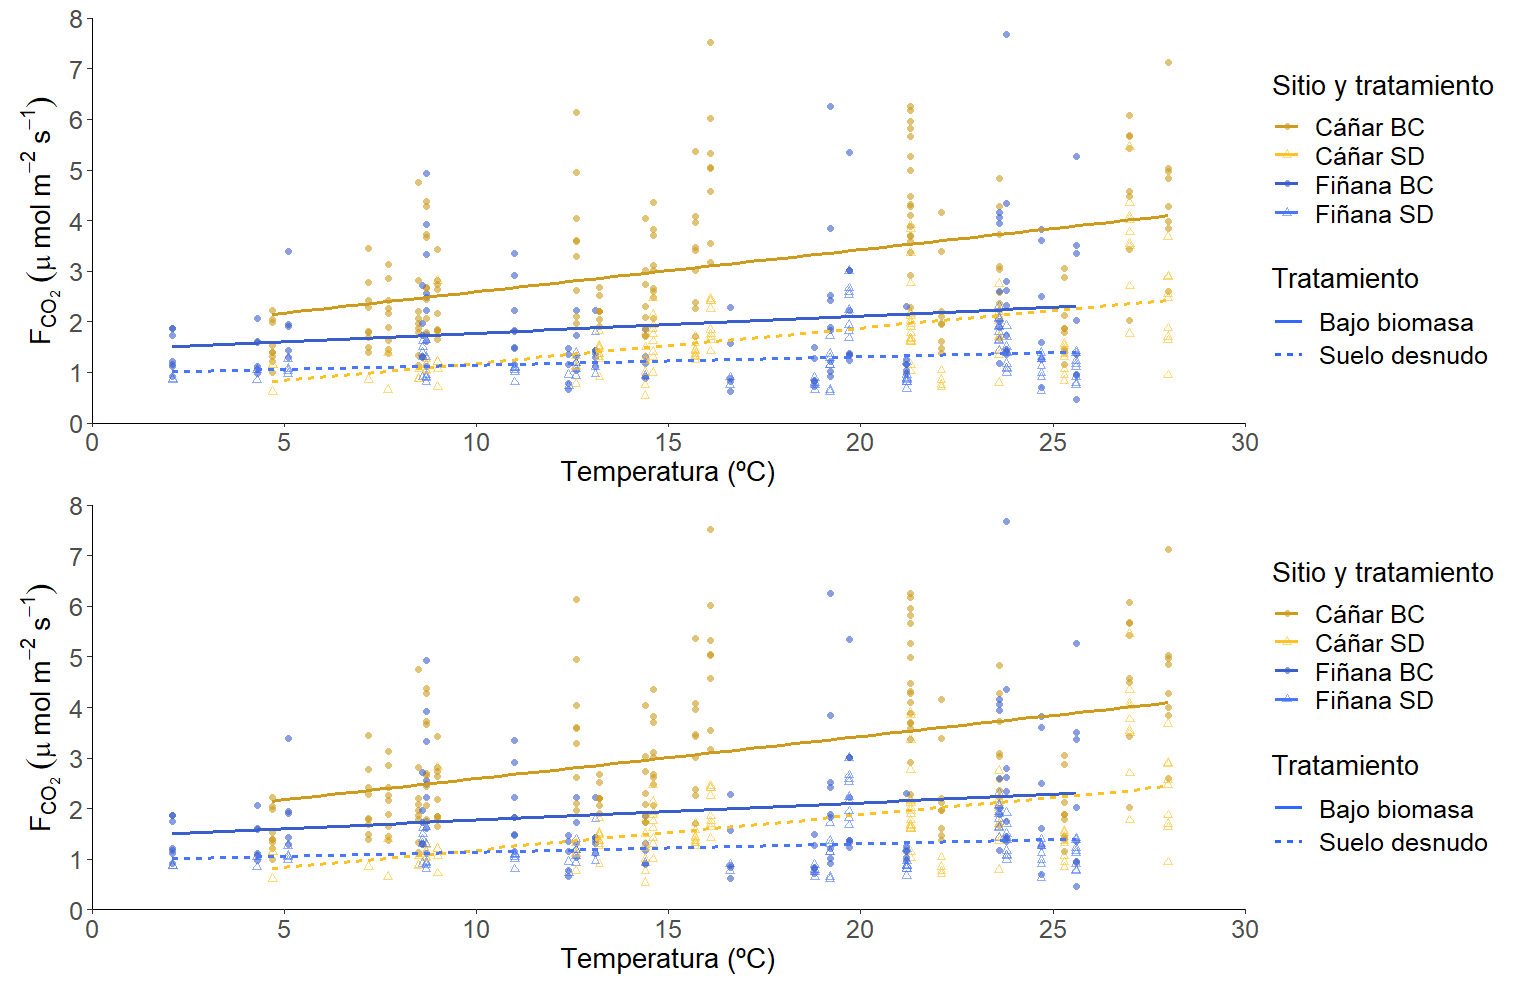 8
7
6
5
4
3
2
1
0
F_CO₂ (μ mol m⁻² s⁻¹)
0 5 10 15 20 25 30
Temperatura (ºC)
Sitio y tratamiento
Cáñar BC
Cáñar SD
Fiñana BC
Fiñana SD
Tratamiento
Bajo biomasa
Suelo desnudo
8
7
6
5
4
3
2
1
0
F_CO₂ (μ mol m⁻² s⁻¹)
0 5 10 15 20 25 30
Temperatura (ºC)
Sitio y tratamiento
Cáñar BC
Cáñar SD
Fiñana BC
Fiñana SD
Tratamiento
Bajo biomasa
Suelo desnudo